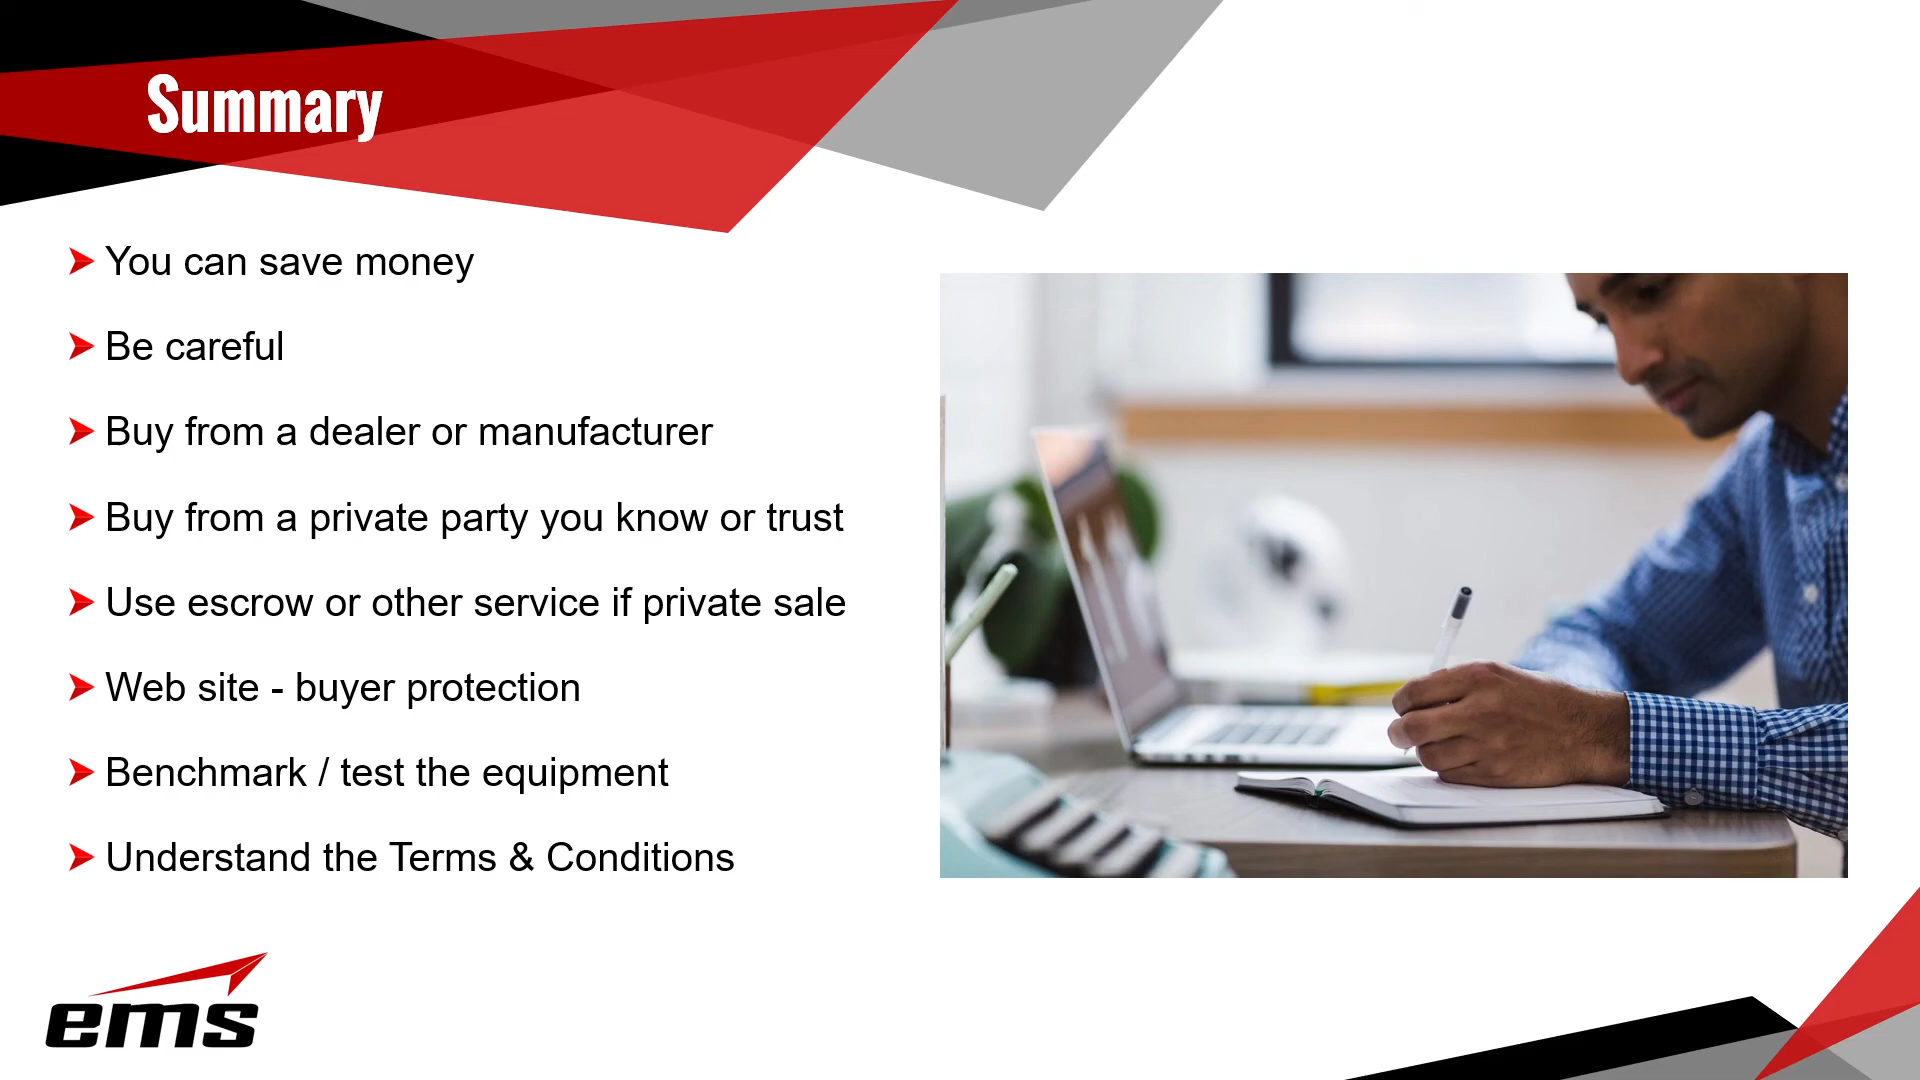 Summary
You can save money
Be careful
Buy from a dealer or manufacturer
Buy from a private party you know or trust
Use escrow or other service if private sale
Web site - buyer protection
Benchmark / test the equipment
Understand the Terms & Conditions
ems